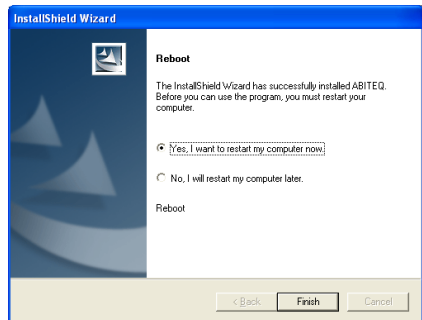 InstallShield Wizard
Reboot
The InstallShield Wizard has successfully installed ABITEQ.
Before you can use the program, you must restart your
computer.
Yes, I want to restart my computer now.
No, I will restart my computer later.
Reboot
< Back
Finish
Cancel